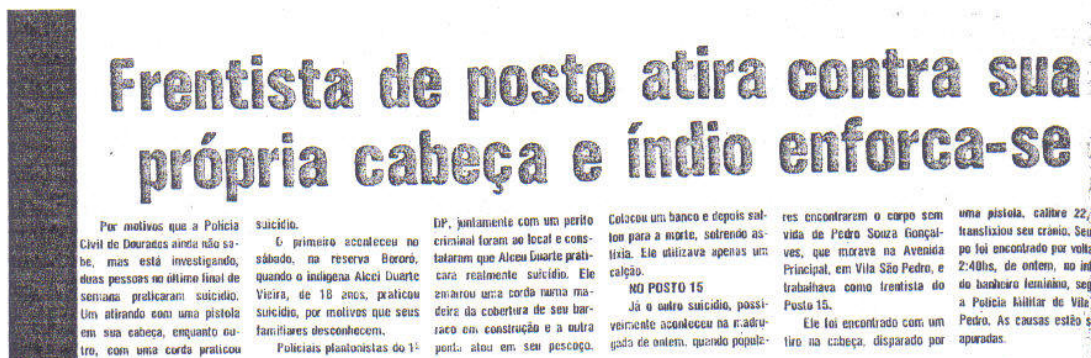 Frentista de posto atira contra sua
própria cabeça e índio enforca-se
Por motivos que a Polícia
Civil de Dourados ainda não sa-
be, mas está investigando,
duas pessoas no último final de
semana praticaram suicídio.
Um atirando com uma pistola
em sua cabeça, enquanto ou-
tro, com uma corda praticou
suicídio.
O primeiro aconteceu no
sábado, na reserva Bororó,
quando o indígena Alcei Duarte
Vieira, de 18 anos, praticou
suicídio, por motivos que seus
familiares desconhecem.
Policiais plantonistas do 1º
DP, juntamente com um perito
criminal foram ao local e cons-
tataram que Alceu Duarte prati-
cara realmente suicídio. Ele
amarrou uma corda numa ma-
deira da cobertura de seu bar-
raco em construção e a outra
ponta atou em seu pescoço.
Colocou um banco e depois sal-
tou para a morte, sofrendo as-
fixia. Ele utilizava apenas um
calção.
NO POSTO 15
Já o outro suicídio, possi-
velmente aconteceu na madru-
gada de ontem, quando popula-
res encontrarem o corpo sem
vida de Pedro Souza Gonçal-
ves, que morava na Avenida
Principal, em Vila São Pedro, e
trabalhava como frentista do
Posto 15.
Ele foi encontrado com um
tiro na cabeça, disparado por
uma pistola, calibre 22,
transfixiou seu crânio. Seu
po foi encontrado por volt
2:40hs, de ontem, no int
do banheiro feminino, seg
a Polícia Militar de Vila
Pedro. As causas estão s
apuradas.